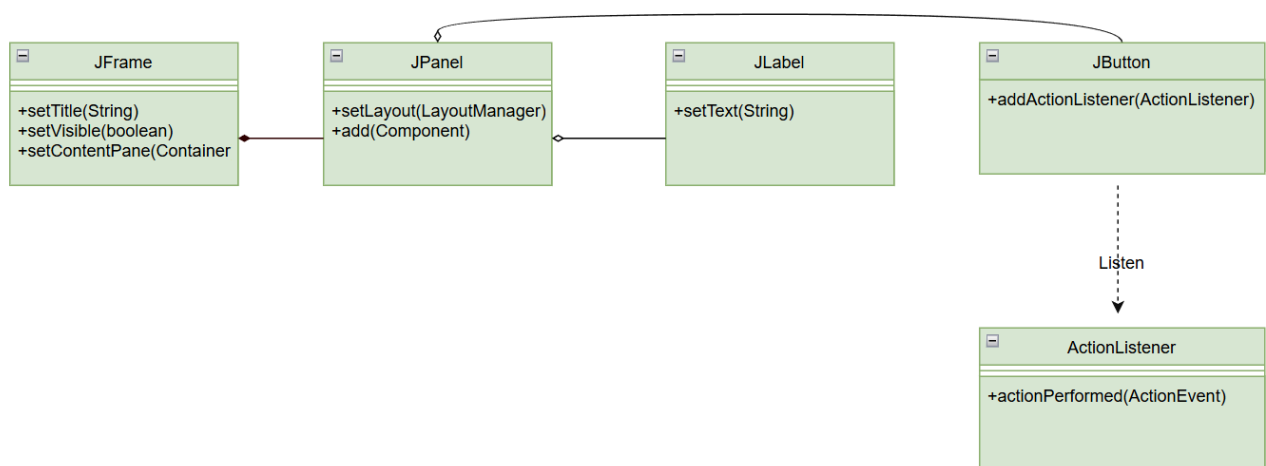 JFrame
+setTitle(String)
+setVisible(boolean)
+setContentPane(Container
JPanel
+setLayout(LayoutManager)
+add(Component)
JLabel
+setText(String)
JButton
+addActionListener(ActionListener)
Listen
ActionListener
+actionPerformed(ActionEvent)